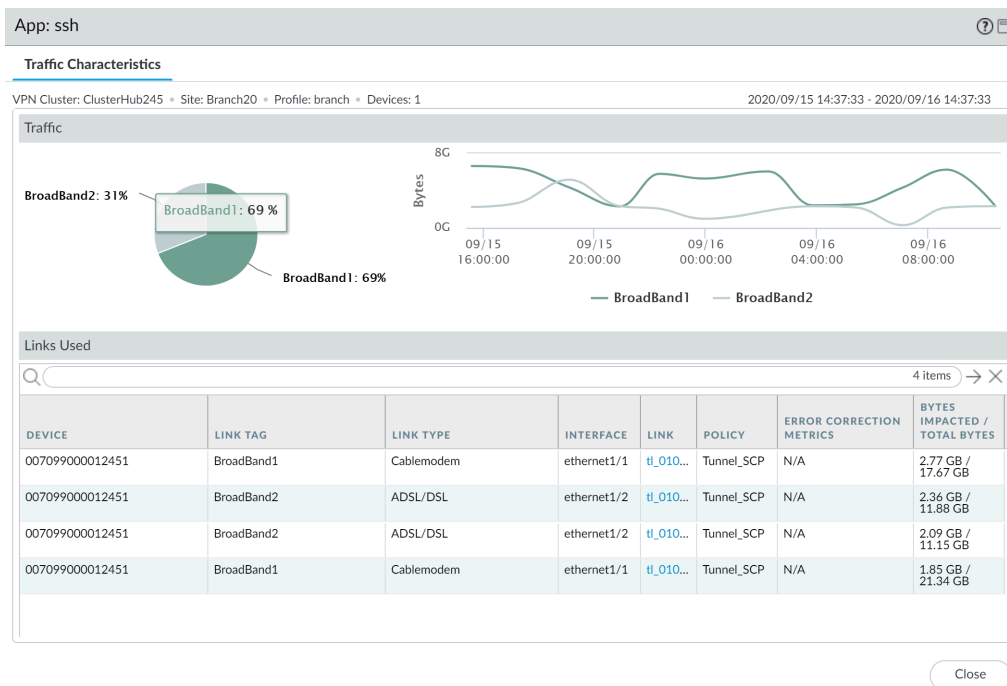 App: ssh
Traffic Characteristics
VPN Cluster: ClusterHub245 • Site: Branch20 • Profile: branch • Devices: 1
2020/09/15 14:37:33 - 2020/09/16 14:37:33
Traffic
BroadBand2: 31%
BroadBand1: 69 %
BroadBand1: 69%
8G
Bytes
0G
09/15 16:00:00
09/15 20:00:00
09/16 00:00:00
09/16 04:00:00
09/16 08:00:00
BroadBand1 BroadBand2
Links Used
4 items
DEVICE LINK TAG LINK TYPE INTERFACE LINK POLICY ERROR CORRECTION METRICS BYTES IMPACTED / TOTAL BYTES
007099000012451 BroadBand1 Cablemodem ethernet1/1 tl_010... Tunnel_SCP N/A 2.77 GB / 17.67 GB
007099000012451 BroadBand2 ADSL/DSL ethernet1/2 tl_010... Tunnel_SCP N/A 2.36 GB / 11.88 GB
007099000012451 BroadBand2 ADSL/DSL ethernet1/2 tl_010... Tunnel_SCP N/A 2.09 GB / 11.15 GB
007099000012451 BroadBand1 Cablemodem ethernet1/1 tl_010... Tunnel_SCP N/A 1.85 GB / 21.34 GB
Close